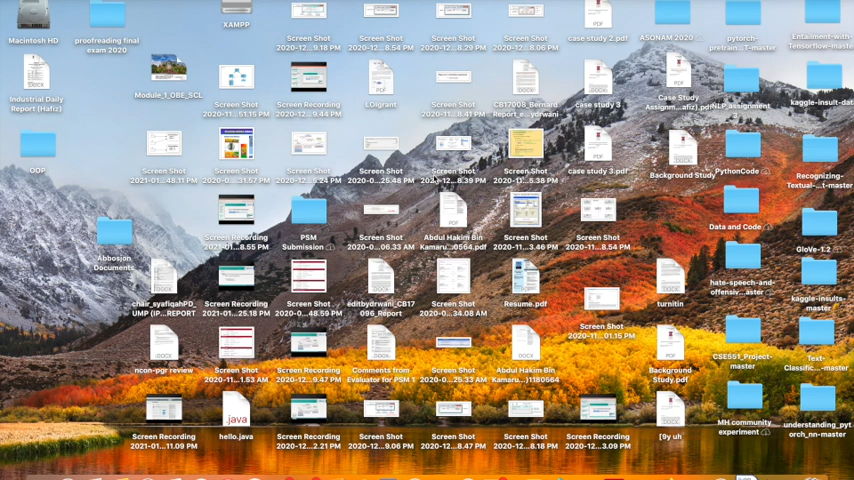 Macintosh HD
proofreading final
exam 2020
XAMPP
Screen Shot
2020-12...9.18 PM
Screen Shot
2020-12...8.54 PM
Screen Shot
2020-12...8.29 PM
Screen Shot
2020-12...8.06 PM
case study 2.pdf
ASONAM 2020
pytorch-
pretrain...T-master
Entailment-with-
Tensorflow-master
Industrial Daily
Report (Hafiz)
Module_1_OBE_SCL
Screen Shot
2020-11...51.15 PM
Screen Recording
2020-12...9.44 PM
LOIgrant
Screen Shot
2020-11...8.41 PM
CB17008_Bernard
Report_e...ydrwani
case study 3
Case Study
Assignm...afiz).pdf
NLP_assignment
kaggle-insult-data
ODP
Screen Shot
2021-01...48.11 PM
Screen Shot
2020-0...31.57 PM
Screen Recording
2020-12...5:24 PM
Screen Shot
2020-0...25.48 PM
Screen Shot
2020-12...8.39 PM
Screen Shot
2020-11...5.38 PM
case study 3.pdf
Background Study
PythonCode
Recognizing-
Textual-...t-master
Abbosjon
Documents
Screen Recording
2021-01...8.55 PM
PSM
Submission
Screen Shot
2020-0...06.33 AM
Abdul Hakim Bin
Kamaru...0564.pdf
Screen Shot
2020-11...3.46 PM
Screen Shot
2020-11...8.54 PM
Data and Code
GloVe-1.2
chair_syafiqahPD_
UMP (IP...REPORT
Screen Recording
2021-01...25.18 PM
Screen Shot
2020-0...48.59 PM
editbydrwani_CB17
096_Report
Screen Shot
2020-0...34.08 AM
Resume.pdf
Screen Shot
2020-11...01.15 PM
turnitin
hate-speech-and-
offensiv...aster
kaggle-insults-
master
ncon-pgr review
Screen Shot
2020-11...1.53 AM
Screen Recording
2020-12...9.47 PM
Comments from
Evaluator for PSM 1
Screen Shot
2020-0...25.33 AM
Abdul Hakim Bin
Kamaru...)1180564
Background
Study.pdf
CSE551_Project-
master
Text-
Classific...-master
Screen Recording
2021-01...11.09 PM
.java
hello.java
Screen Recording
2020-12...2.21 PM
Screen Shot
2020-12...9.06 PM
Screen Shot
2020-12...8.47 PM
Screen Shot
2020-12...8.18 PM
Screen Recording
2020-12...3.09 PM
[9y uh
MH community
experiment
understanding_pyt
orch_nn-master